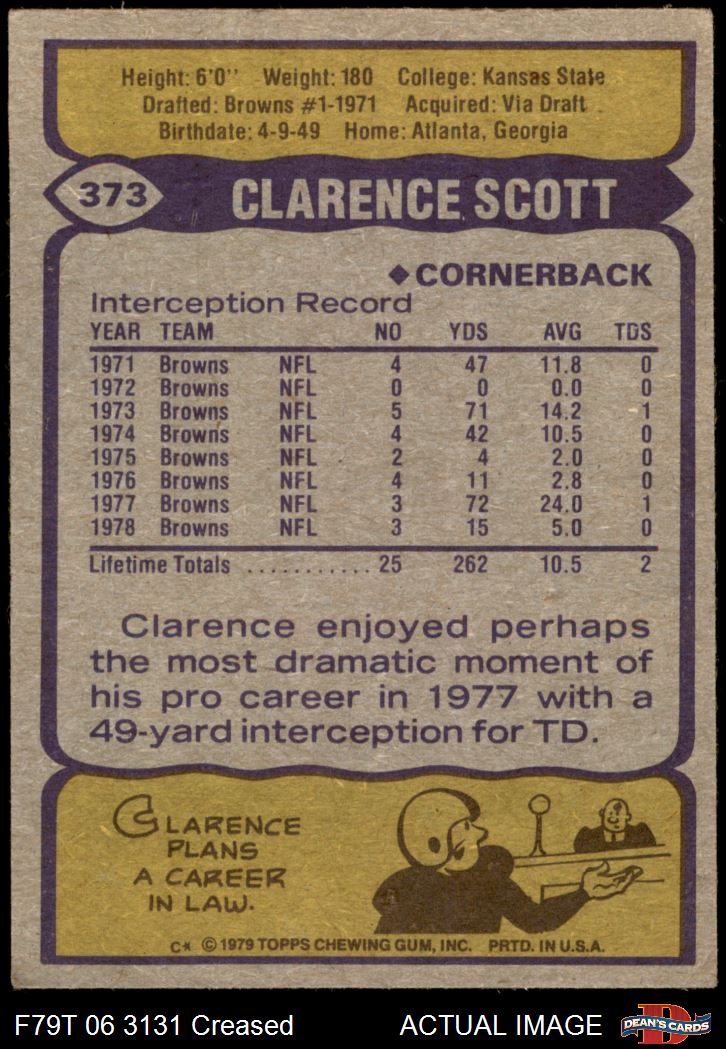 Height: 6'0'' Weight: 180 College: Kansas State
Drafted: Browns #1-1971 Acquired: Via Draft
Birthdate: 4-9-49 Home: Atlanta, Georgia
373 CLARENCE SCOTT
◆CORNERBACK
Interception Record
YEAR TEAM NO YDS AVG TDS
1971 Browns NFL 4 47 11.8 0
1972 Browns NFL 0 0 0.0 0
1973 Browns NFL 5 71 14.2 1
1974 Browns NFL 4 42 10.5 0
1975 Browns NFL 2 4 2.0 0
1976 Browns NFL 4 11 2.8 0
1977 Browns NFL 3 72 24.0 1
1978 Browns NFL 3 15 5.0 0
Lifetime Totals ........... 25 262 10.5 2
Clarence enjoyed perhaps
the most dramatic moment of
his pro career in 1977 with a
49-yard interception for TD.
CLARENCE
PLANS
A CAREER
IN LAW.
C* © 1979 TOPPS CHEWING GUM, INC. PRTD. IN U.S.A.
F79T 06 3131 Creased ACTUAL IMAGE D DEAN'S CARDS